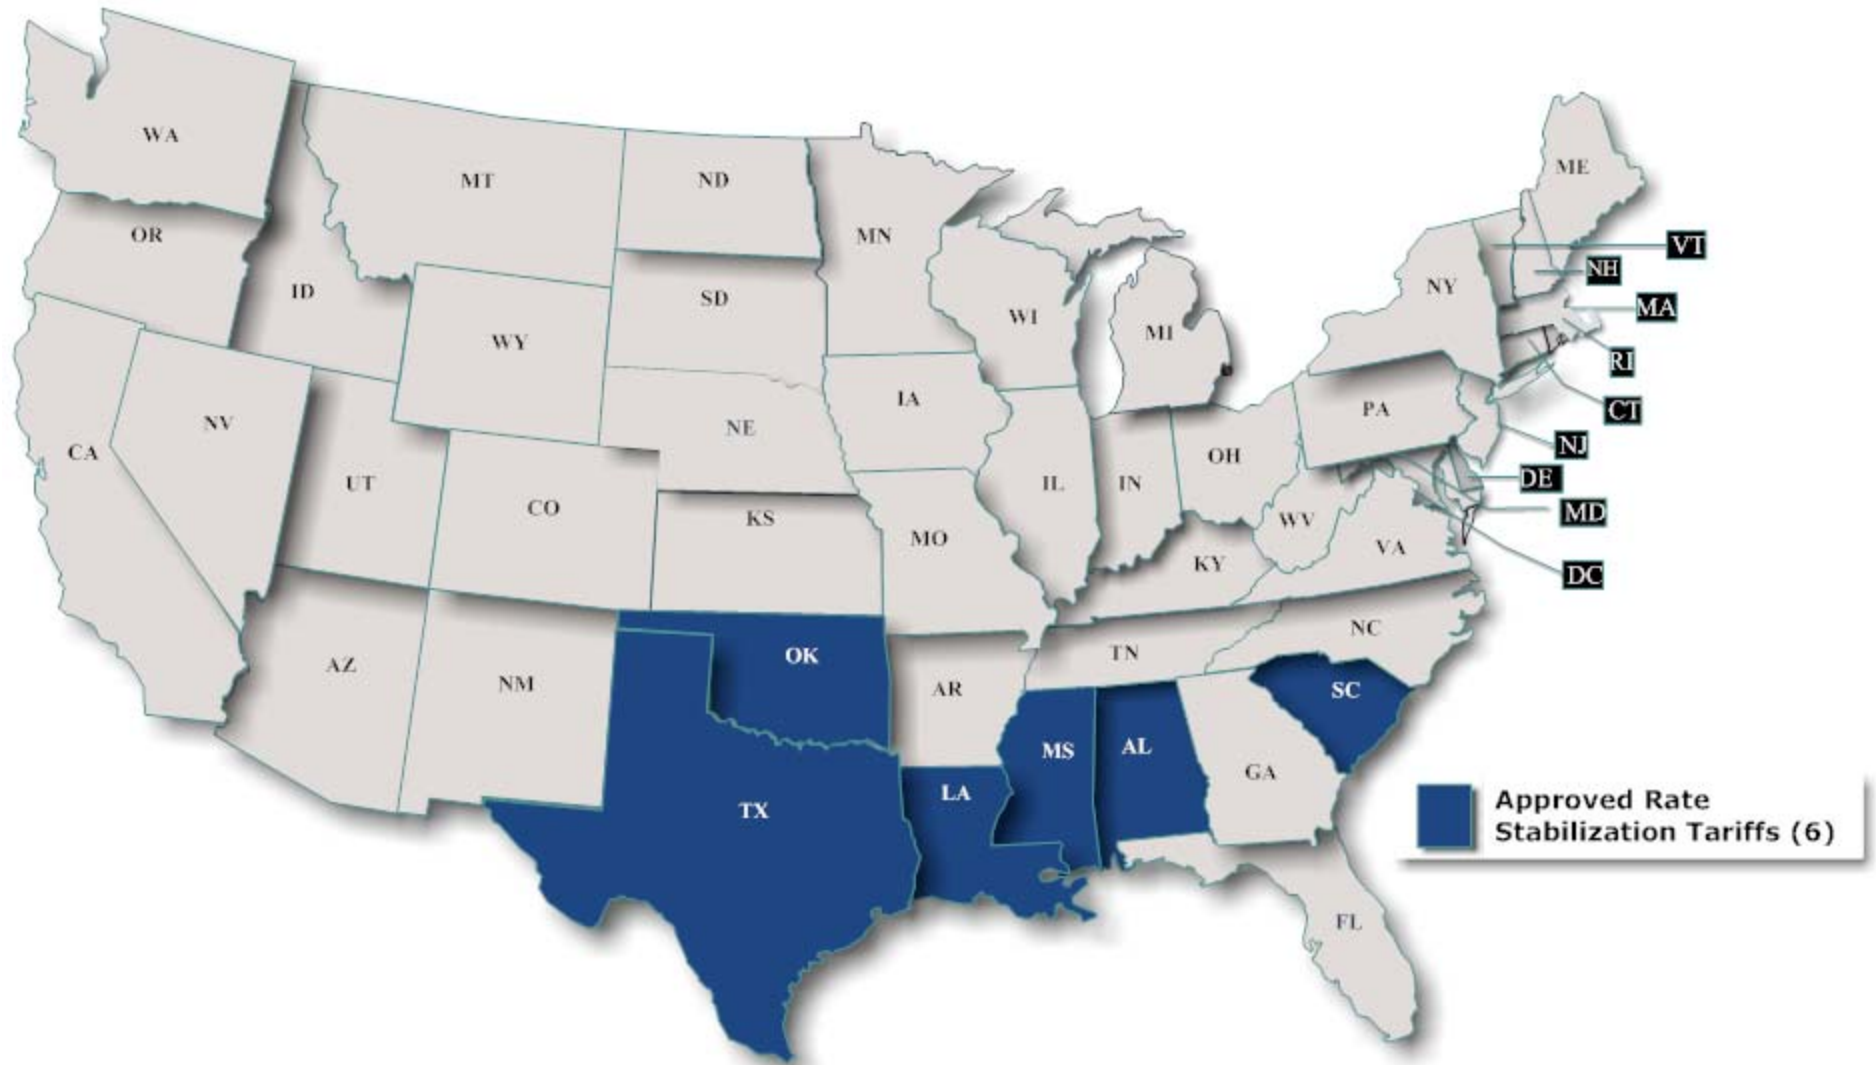 WA
MT
ND
MN
ME
OR
ID
SD
WI
MI
NY
VT
NH
MA
RI
CT
NJ
DE
MD
DC
WY
IA
NE
PA
NV
CA
UT
CO
KS
MO
IL
IN
OH
WV
VA
KY
AZ
NM
OK
AR
TN
NC
SC
TX
LA
MS
AL
GA
FL
Approved Rate
Stabilization Tariffs (6)